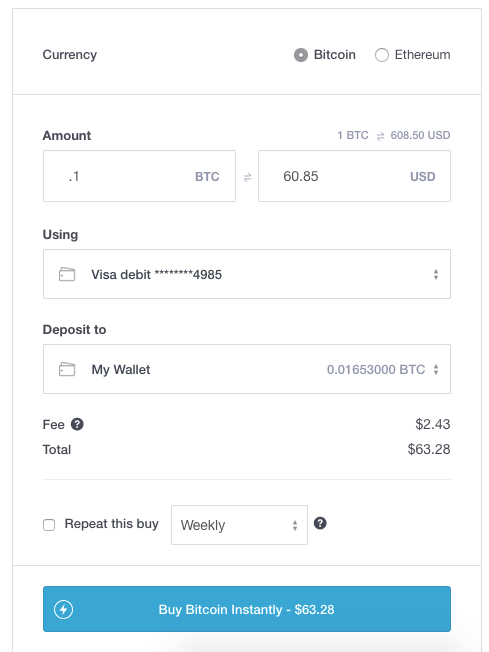 Currency Bitcoin Ethereum
Amount 1 BTC ⇌ 608.50 USD
.1 BTC ⇌ 60.85 USD
Using
Visa debit ********4985
Deposit to
My Wallet 0.01653000 BTC
Fee ? $2.43
Total $63.28
Repeat this buy Weekly ?
Buy Bitcoin Instantly - $63.28